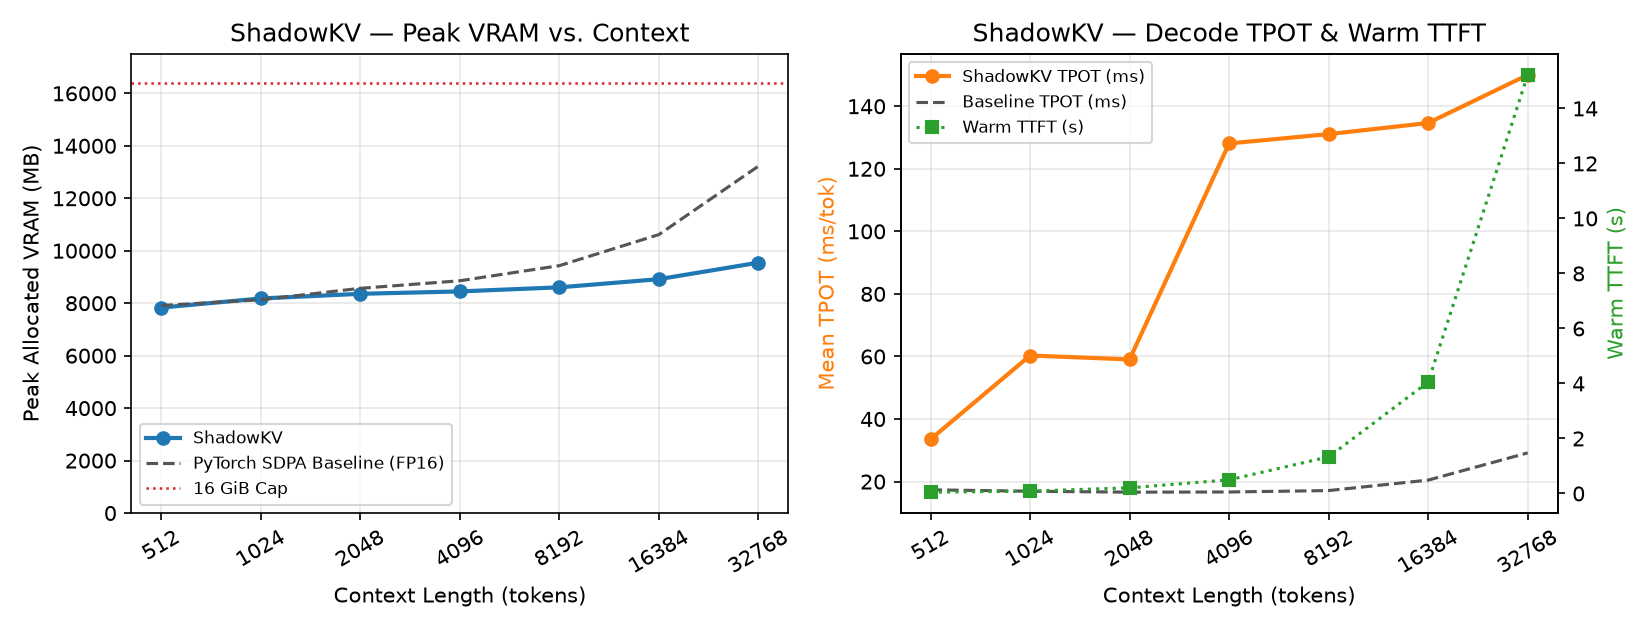 ShadowKV — Peak VRAM vs. Context
Peak Allocated VRAM (MB)
16000
14000
12000
10000
8000
6000
4000
2000
0
ShadowKV
PyTorch SDPA Baseline (FP16)
16 GiB Cap
512
1024
2048
4096
8192
16384
32768
Context Length (tokens)
ShadowKV — Decode TPOT & Warm TTFT
Mean TPOT (ms/tok)
140
120
100
80
60
40
20
ShadowKV TPOT (ms)
Baseline TPOT (ms)
Warm TTFT (s)
14
12
10
8
6
4
2
0
Warm TTFT (s)
512
1024
2048
4096
8192
16384
32768
Context Length (tokens)